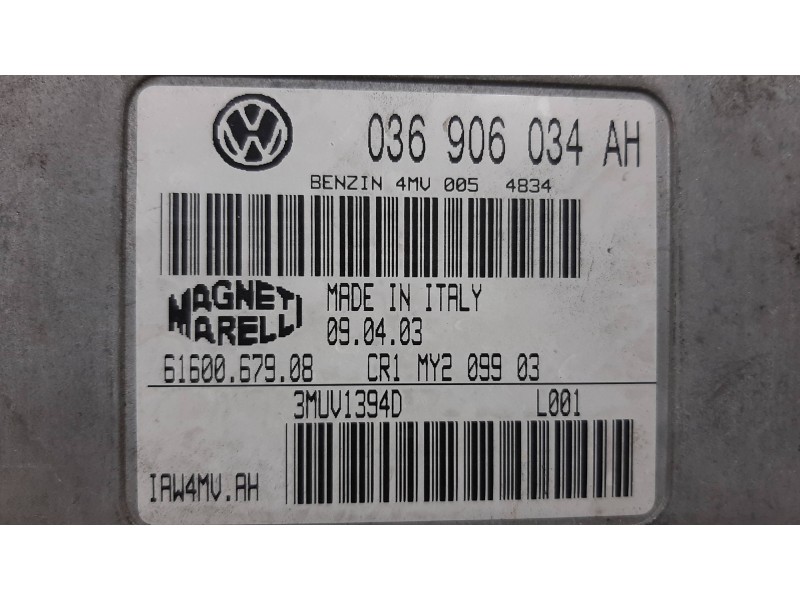 036 906 034 AH
BENZIN 4MV 005 4834
MAGNETI MARELLI
MADE IN ITALY
09.04.03
61600.679.08 CR1 MY2 099 03
3MUV1394D L001
IAW4MV.AH